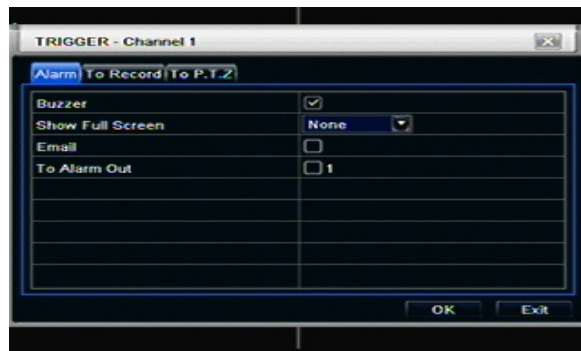 TRIGGER - Channel 1
Alarm To Record To P.T.Z
Buzzer
Show Full Screen None
Email
To Alarm Out 1
OK Exit